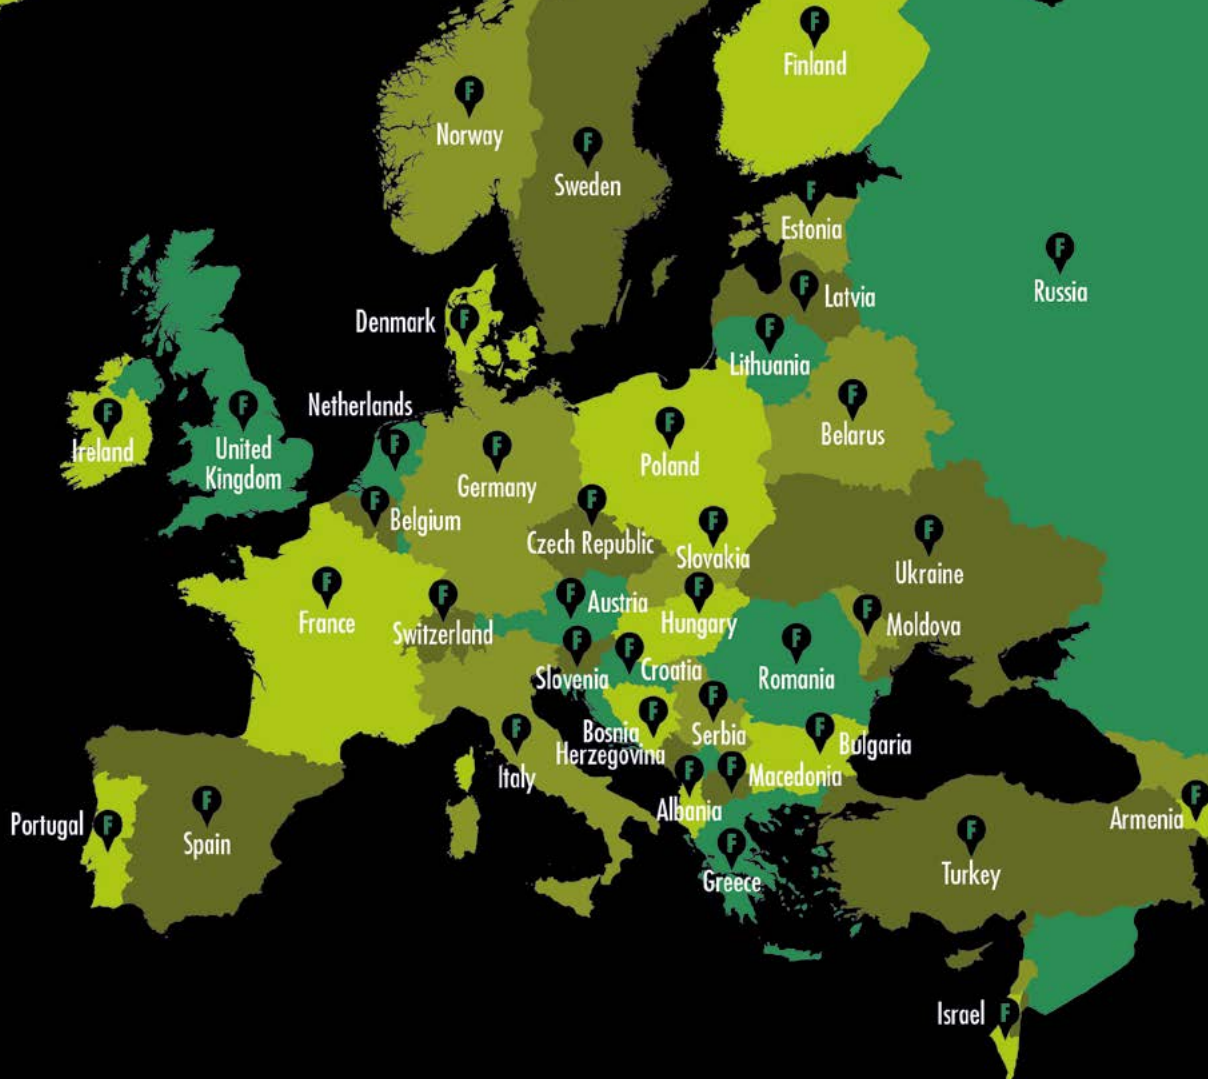 F
Finland
F
Norway
F
Sweden
F
Estonia
F
Russia
F
Latvia
Denmark
F
F
Lithuania
F
Belarus
Netherlands
F
F
Ireland
F
United
Kingdom
F
Germany
F
Poland
F
Belgium
F
Czech Republic
F
Slovakia
F
Ukraine
F
France
F
Switzerland
F
Austria
F
Hungary
F
Moldova
F
Slovenia
F
Croatia
F
Romania
F
Bosnia
Herzegovina
F
Serbia
F
Bulgaria
F
Italy
F
Albania
F
Macedonia
Portugal
F
F
Spain
F
Greece
F
Turkey
Armenia
F
Israel
F